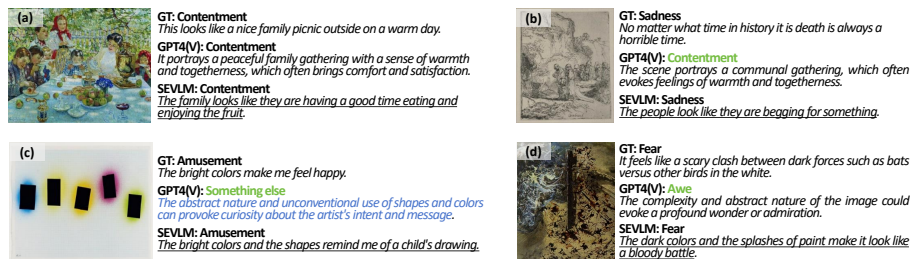 (a)
GT: Contentment
This looks like a nice family picnic outside on a warm day.
GPT4(V): Contentment
It portrays a peaceful family gathering with a sense of warmth
and togetherness, which often brings comfort and satisfaction.
SEVLM: Contentment
The family looks like they are having a good time eating and
enjoying the fruit.
(b)
GT: Sadness
No matter what time in history it is death is always a
horrible time.
GPT4(V): Contentment
The scene portrays a communal gathering, which often
evokes feelings of warmth and togetherness.
SEVLM: Sadness
The people look like they are begging for something.
(c)
GT: Amusement
The bright colors make me feel happy.
GPT4(V): Something else
The abstract nature and unconventional use of shapes and colors
can provoke curiosity about the artist's intent and message.
SEVLM: Amusement
The bright colors and the shapes remind me of a child's drawing.
(d)
GT: Fear
It feels like a scary clash between dark forces such as bats
versus other birds in the white.
GPT4(V): Awe
The complexity and abstract nature of the image could
evoke a profound wonder or admiration.
SEVLM: Fear
The dark colors and the splashes of paint make it look like
a bloody battle.